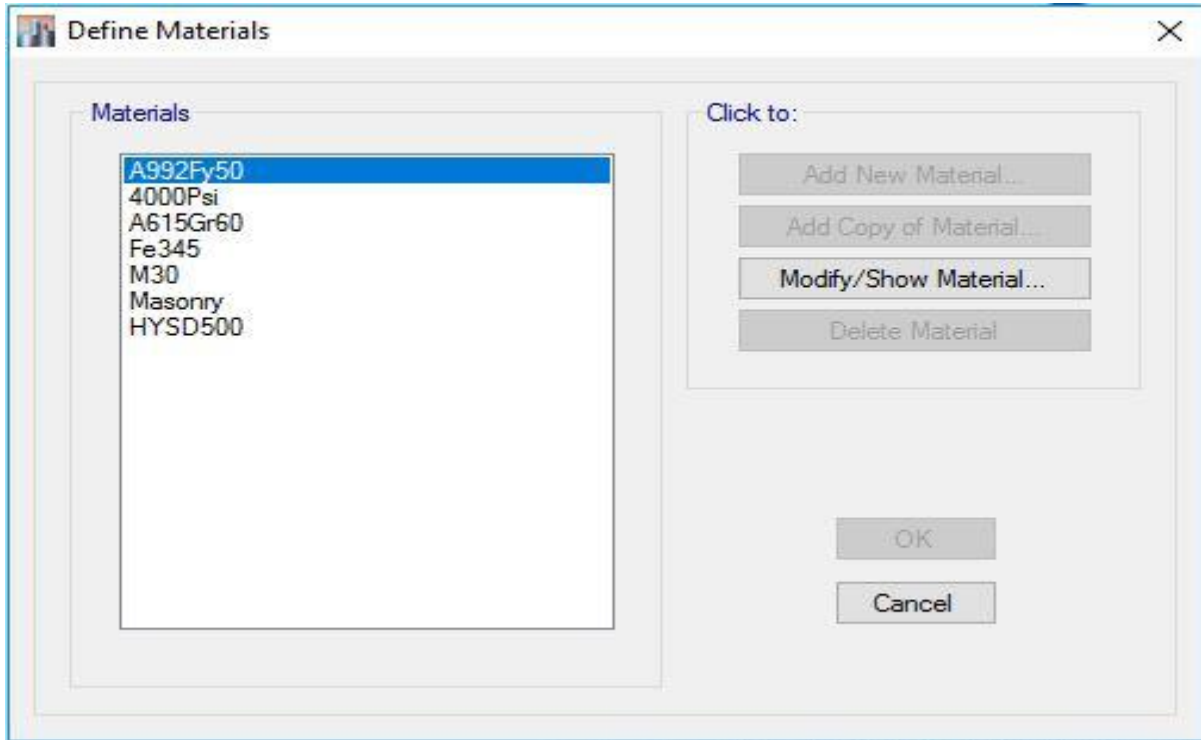 Define Materials
Materials
A992Fy50
4000Psi
A615Gr60
Fe345
M30
Masonry
HYSD500
Click to:
Add New Material...
Add Copy of Material...
Modify/Show Material...
Delete Material
OK
Cancel